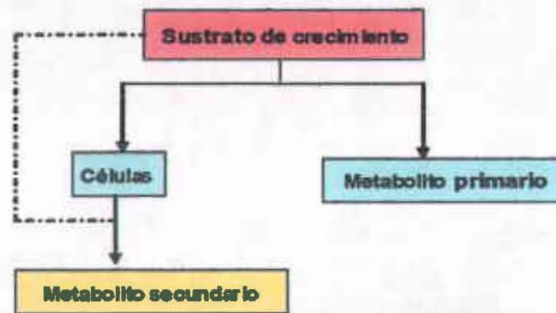 Sustrato de crecimiento
Células
Metabolito primario
Metabolito secundario